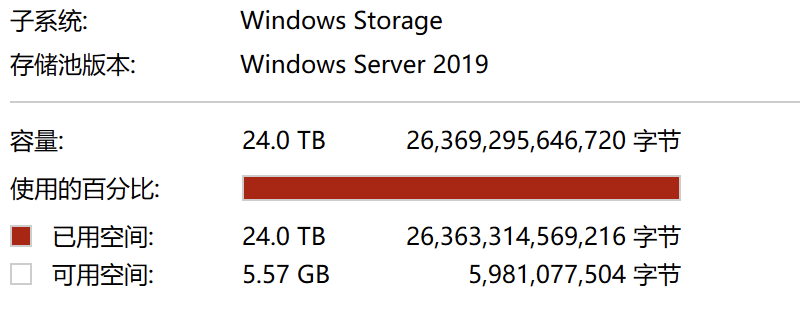 子系统: Windows Storage
存储池版本: Windows Server 2019
容量: 24.0 TB 26,369,295,646,720 字节
使用的百分比:
已用空间: 24.0 TB 26,363,314,569,216 字节
可用空间: 5.57 GB 5,981,077,504 字节